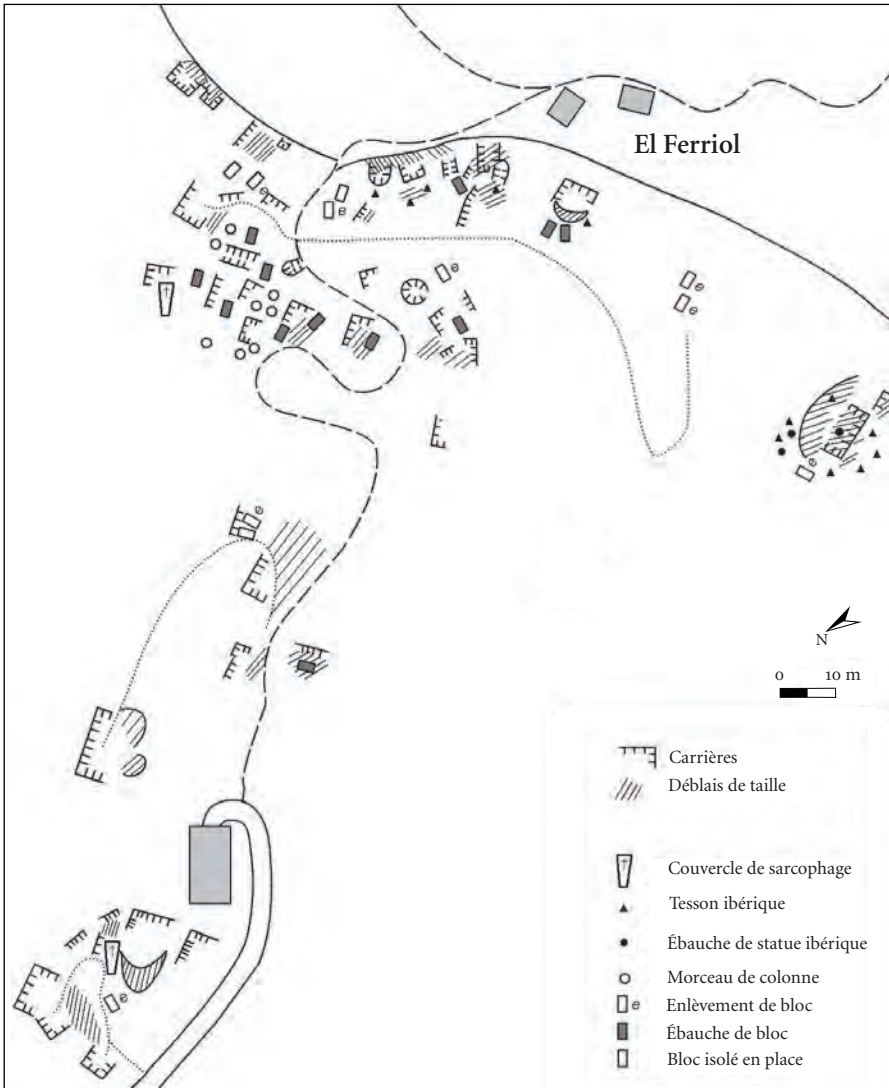 El Ferriol
e
e
e
e
e
e
e
e
N
0 10 m
Carrières
Déblais de taille
Couvercle de sarcophage
Tesson ibérique
Ébauche de statue ibérique
Morceau de colonne
e Enlèvement de bloc
Ébauche de bloc
Bloc isolé en place